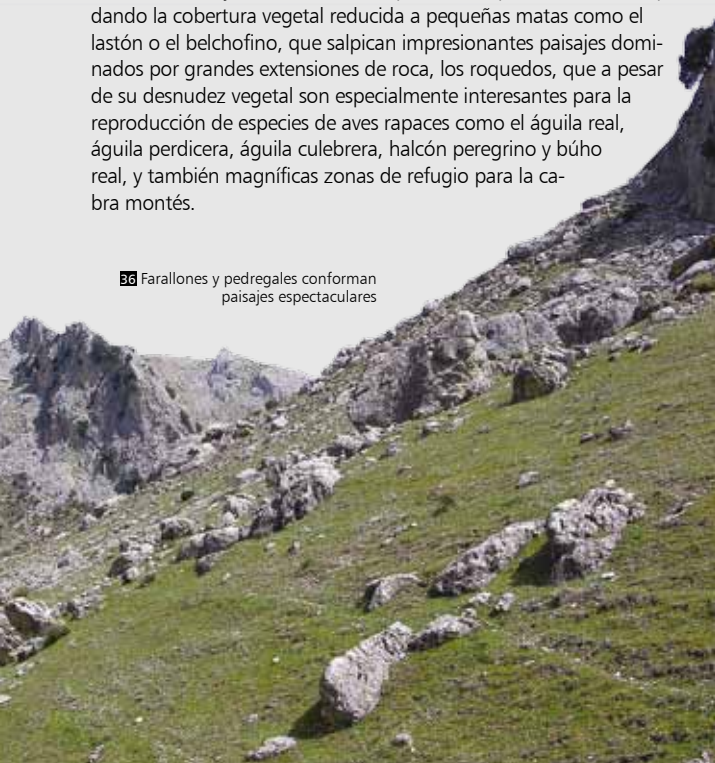 dando la cobertura vegetal reducida a pequeñas matas como el
lastón o el belchofino, que salpican impresionantes paisajes domi-
nados por grandes extensiones de roca, los roquedos, que a pesar
de su desnudez vegetal son especialmente interesantes para la
reproducción de especies de aves rapaces como el águila real,
águila perdicera, águila culebrera, halcón peregrino y búho
real, y también magníficas zonas de refugio para la ca-
bra montés.
36 Farallones y pedregales conforman
paisajes espectaculares